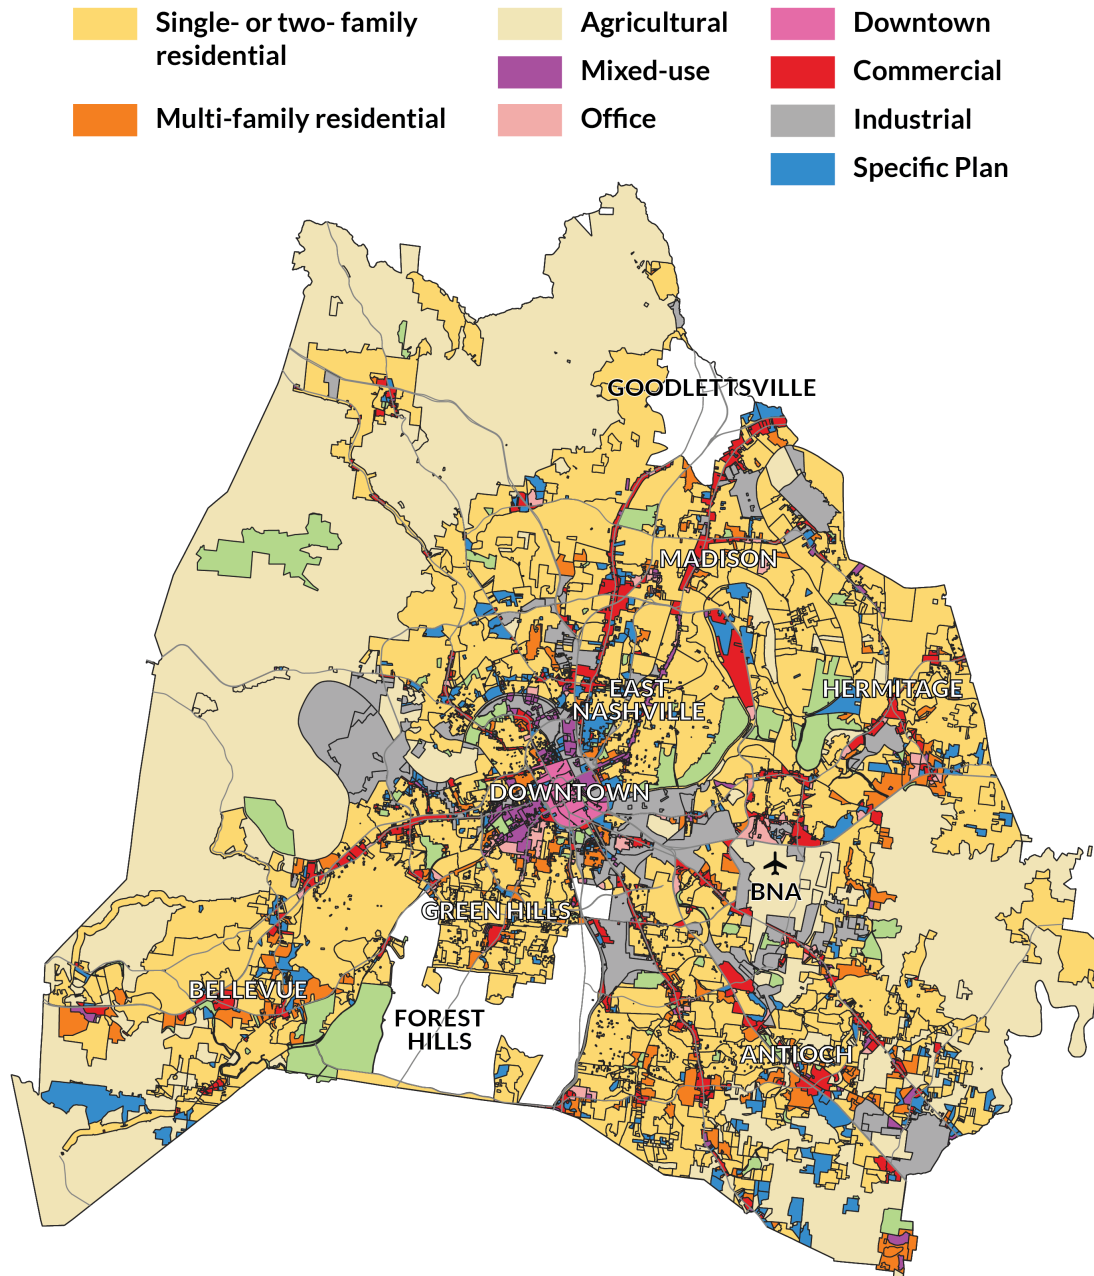 Single- or two- family
residential
Multi-family residential
Agricultural
Mixed-use
Office
Downtown
Commercial
Industrial
Specific Plan
GOODLETTSVILLE
MADISON
HERMITAGE
EAST
NASHVILLE
DOWNTOWN
BNA
GREEN HILLS
BELLEVUE
FOREST
HILLS
ANTIOCH